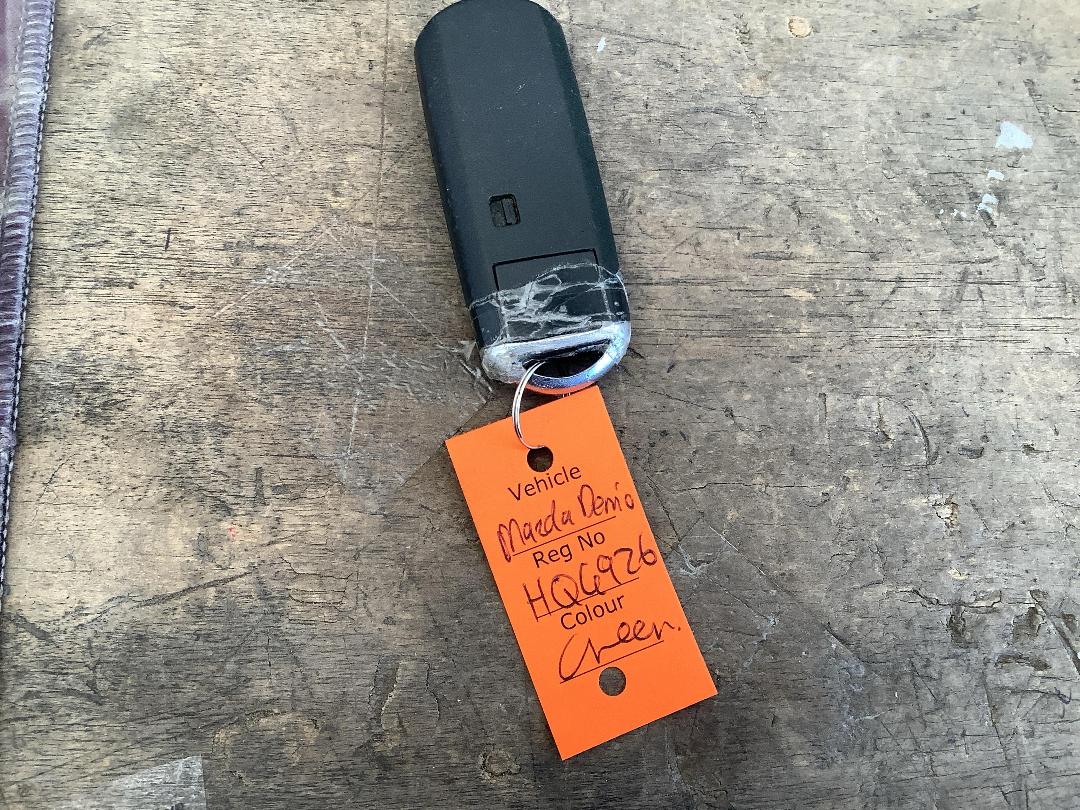 Vehicle
Mazda Demio
Reg No
HQG926
Colour
Green.